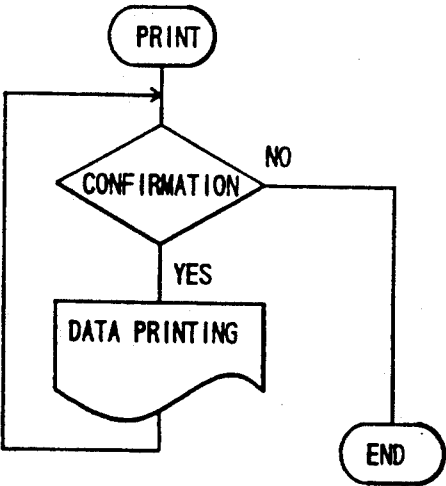 PRINT
NO
CONFIRMATION
YES
DATA PRINTING
END